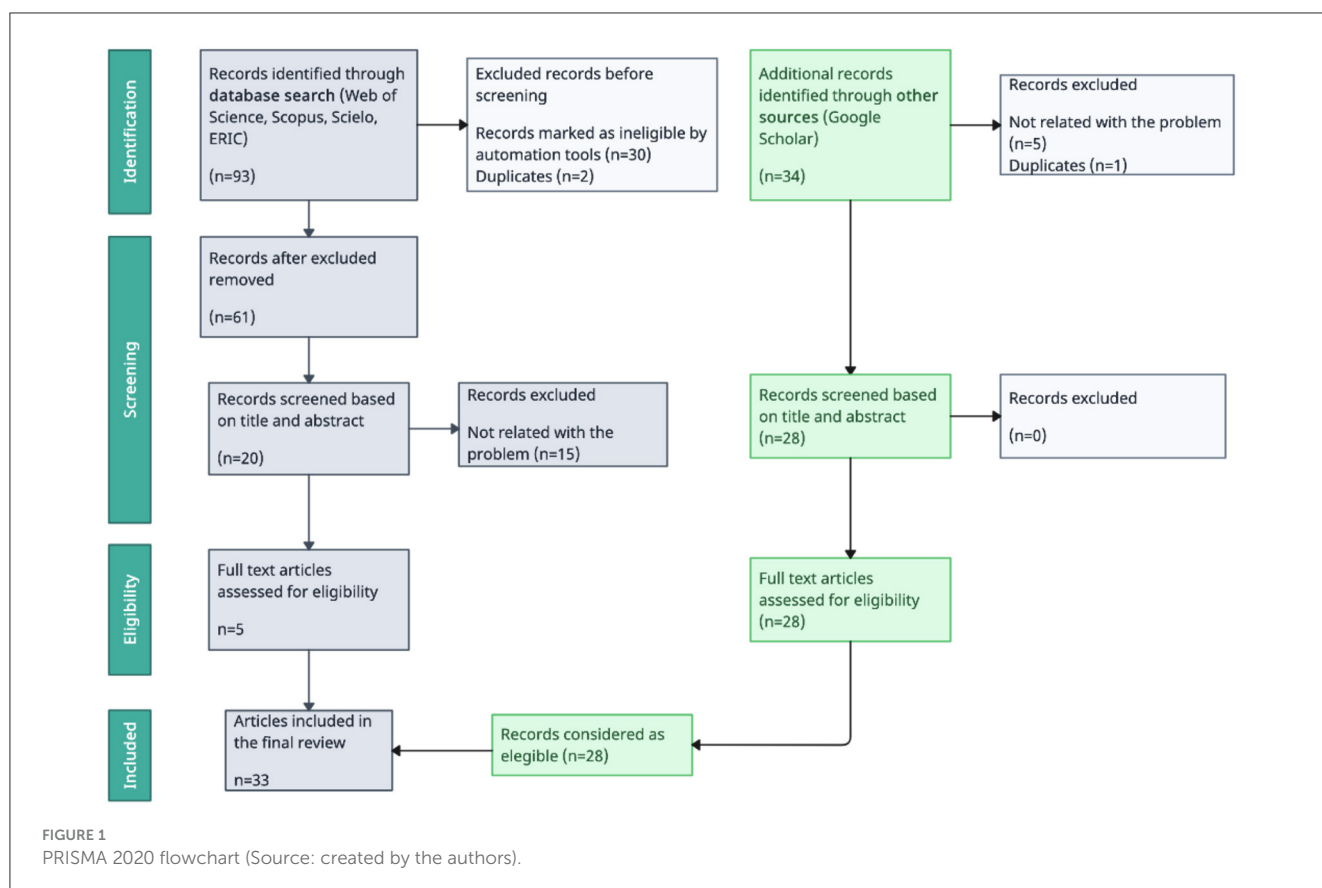 Identification
Records identified through
database search (Web of
Science, Scopus, Scielo,
ERIC)
(n=93)
Excluded records before
screening
Records marked as ineligible by
automation tools (n=30)
Duplicates (n=2)
Additional records
identified through other
sources (Google
Scholar)
(n=34)
Records excluded
Not related with the problem
(n=5)
Duplicates (n=1)
Screening
Records after excluded
removed
(n=61)
Records screened based
on title and abstract
(n=20)
Records excluded
Not related with the
problem (n=15)
Records screened based
on title and abstract
(n=28)
Records excluded
(n=0)
Eligibility
Full text articles
assessed for eligibility
n=5
Full text articles
assessed for eligibility
(n=28)
Included
Articles included in
the final review
n=33
Records considered as
elegible (n=28)
FIGURE 1
PRISMA 2020 flowchart (Source: created by the authors).